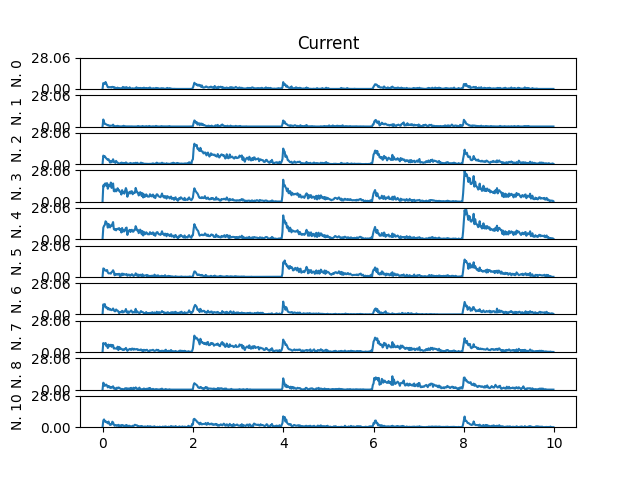 Current
28.06
N. 0
0.00
28.06
N. 1
0.00
28.06
N. 2
0.00
28.06
N. 3
0.00
28.06
N. 4
0.00
28.06
N. 5
0.00
28.06
N. 6
0.00
28.06
N. 7
0.00
28.06
N. 8
0.00
28.06
N. 10
0.00
0 2 4 6 8 10